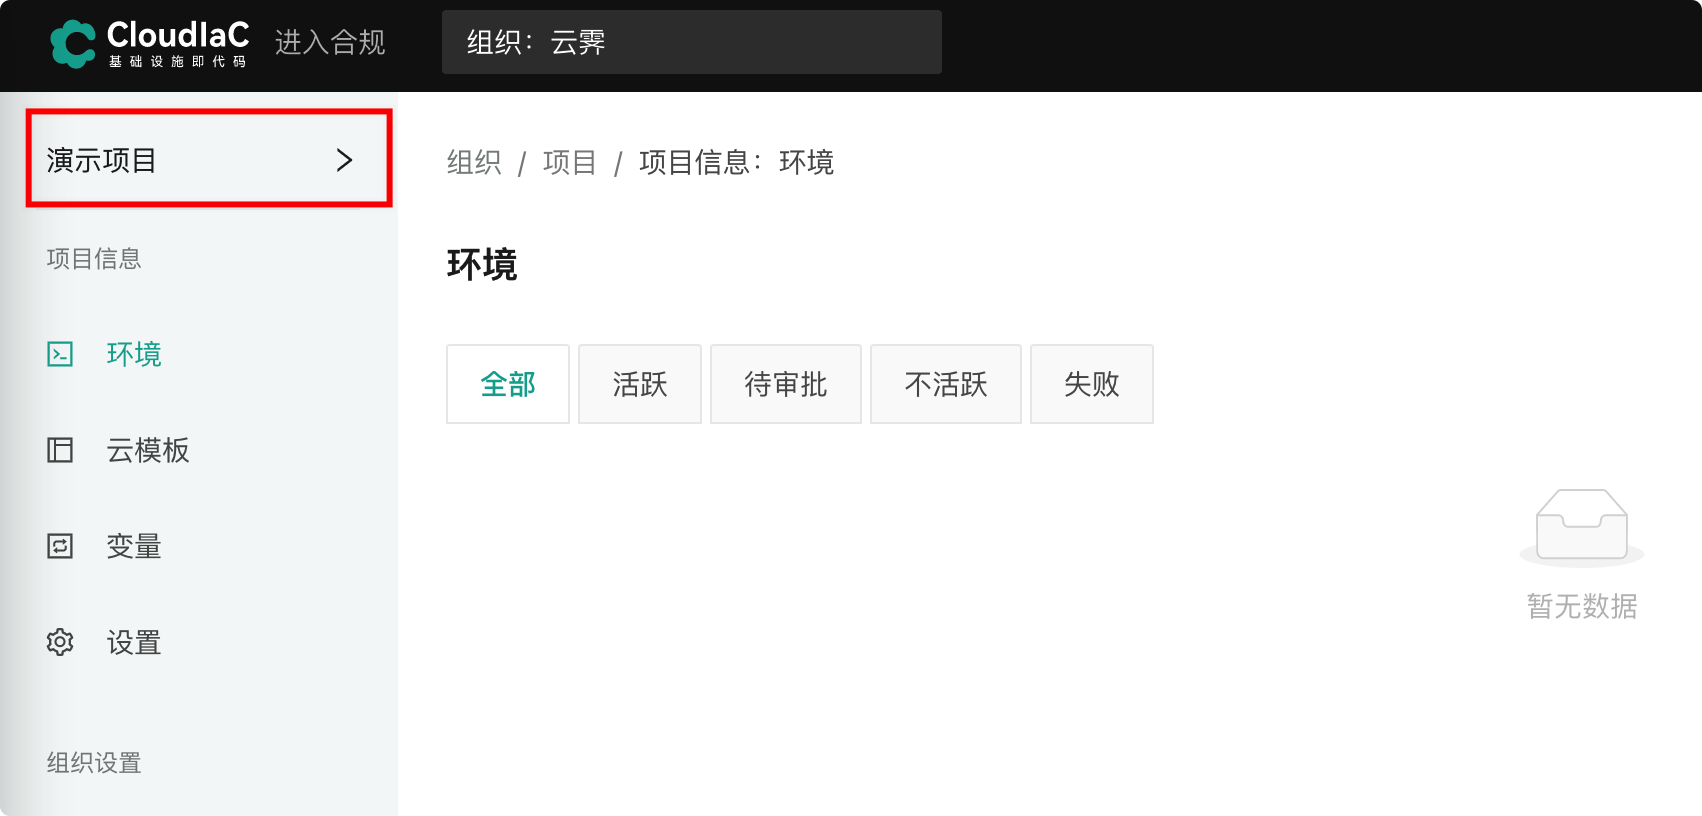 CloudIaC
基础设施即代码
进入合规
组织：云霁
演示项目
项目信息
环境
云模板
变量
设置
组织设置
组织 / 项目 / 项目信息：环境
环境
全部
活跃
待审批
不活跃
失败
暂无数据